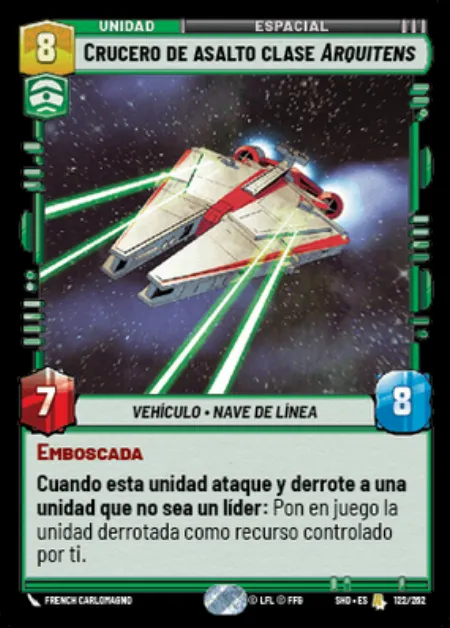 UNIDAD
ESPACIAL
8
CRUCERO DE ASALTO CLASE ARQUITENS
7
VEHÍCULO • NAVE DE LÍNEA
8
EMBOSCADA
Cuando esta unidad ataque y derrote a una
unidad que no sea un líder: Pon en juego la
unidad derrotada como recurso controlado
por ti.
FRENCH CARLOMAGNO
© LFL ® FFG
SHD • ES
122/262